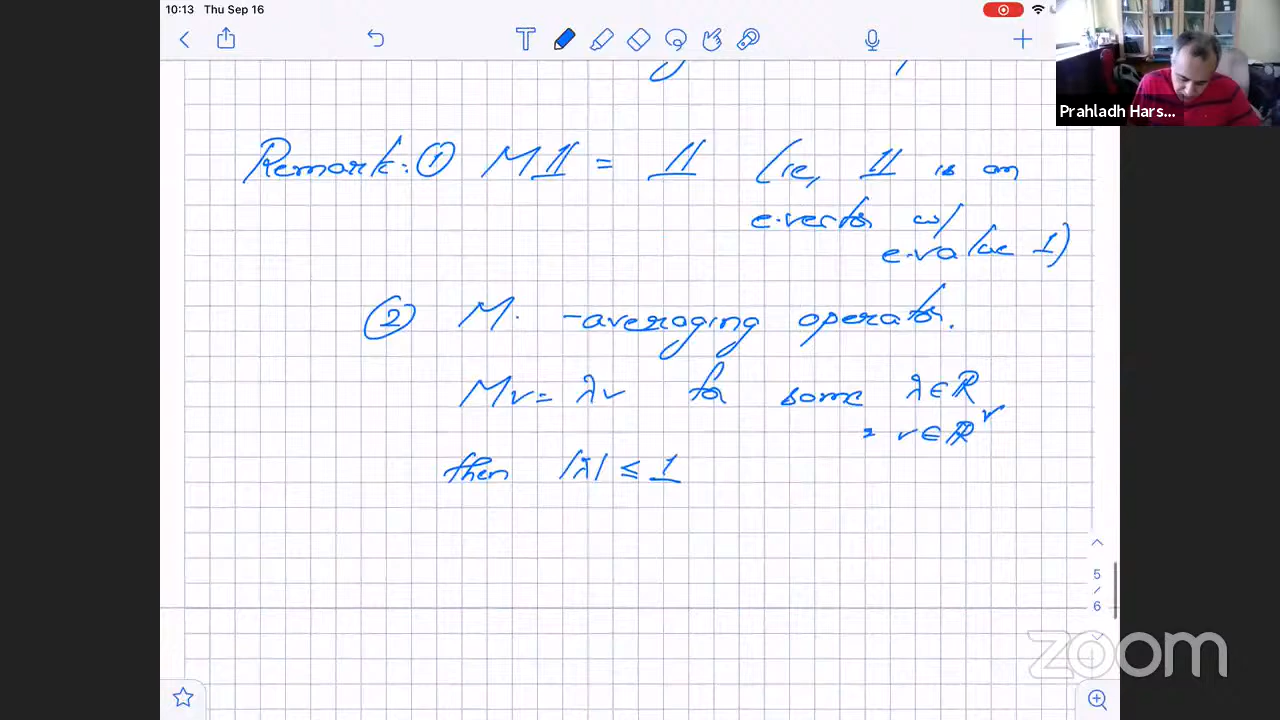 10:13 Thu Sep 16
Prahladh Hars...
Remark: ① M𝟙 = 𝟙 (ie, 𝟙 is an
e.vector w/
e.value 1)
② M. - averaging operator.
Mv = λv for some λ∈ℝ
v∈ℝ^V
then |λ| ≤ 1
5
6
zoom